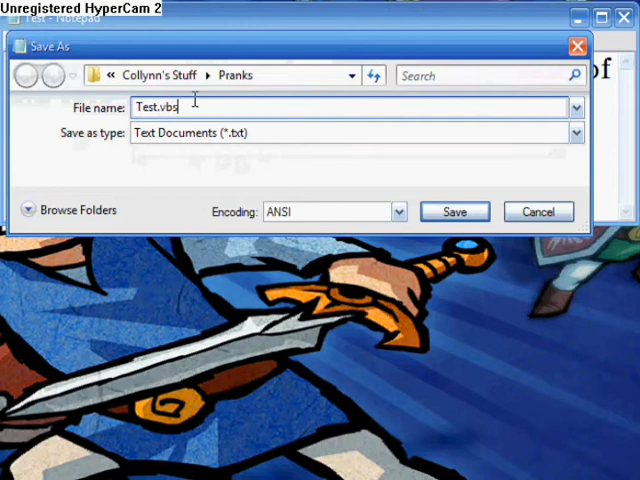 Unregistered HyperCam 2
Test - Notepad
Save As
« Collynn's Stuff Pranks
Search
of
File name: Test.vbs
Save as type: Text Documents (*.txt)
Browse Folders
Encoding: ANSI
Save
Cancel